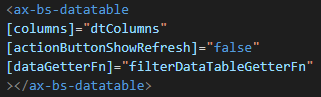 <ax-bs-datatable
[columns]="dtColumns"
[actionButtonShowRefresh]="false"
[dataGetterFn]="filterDataTableGetterFn"
></ax-bs-datatable>